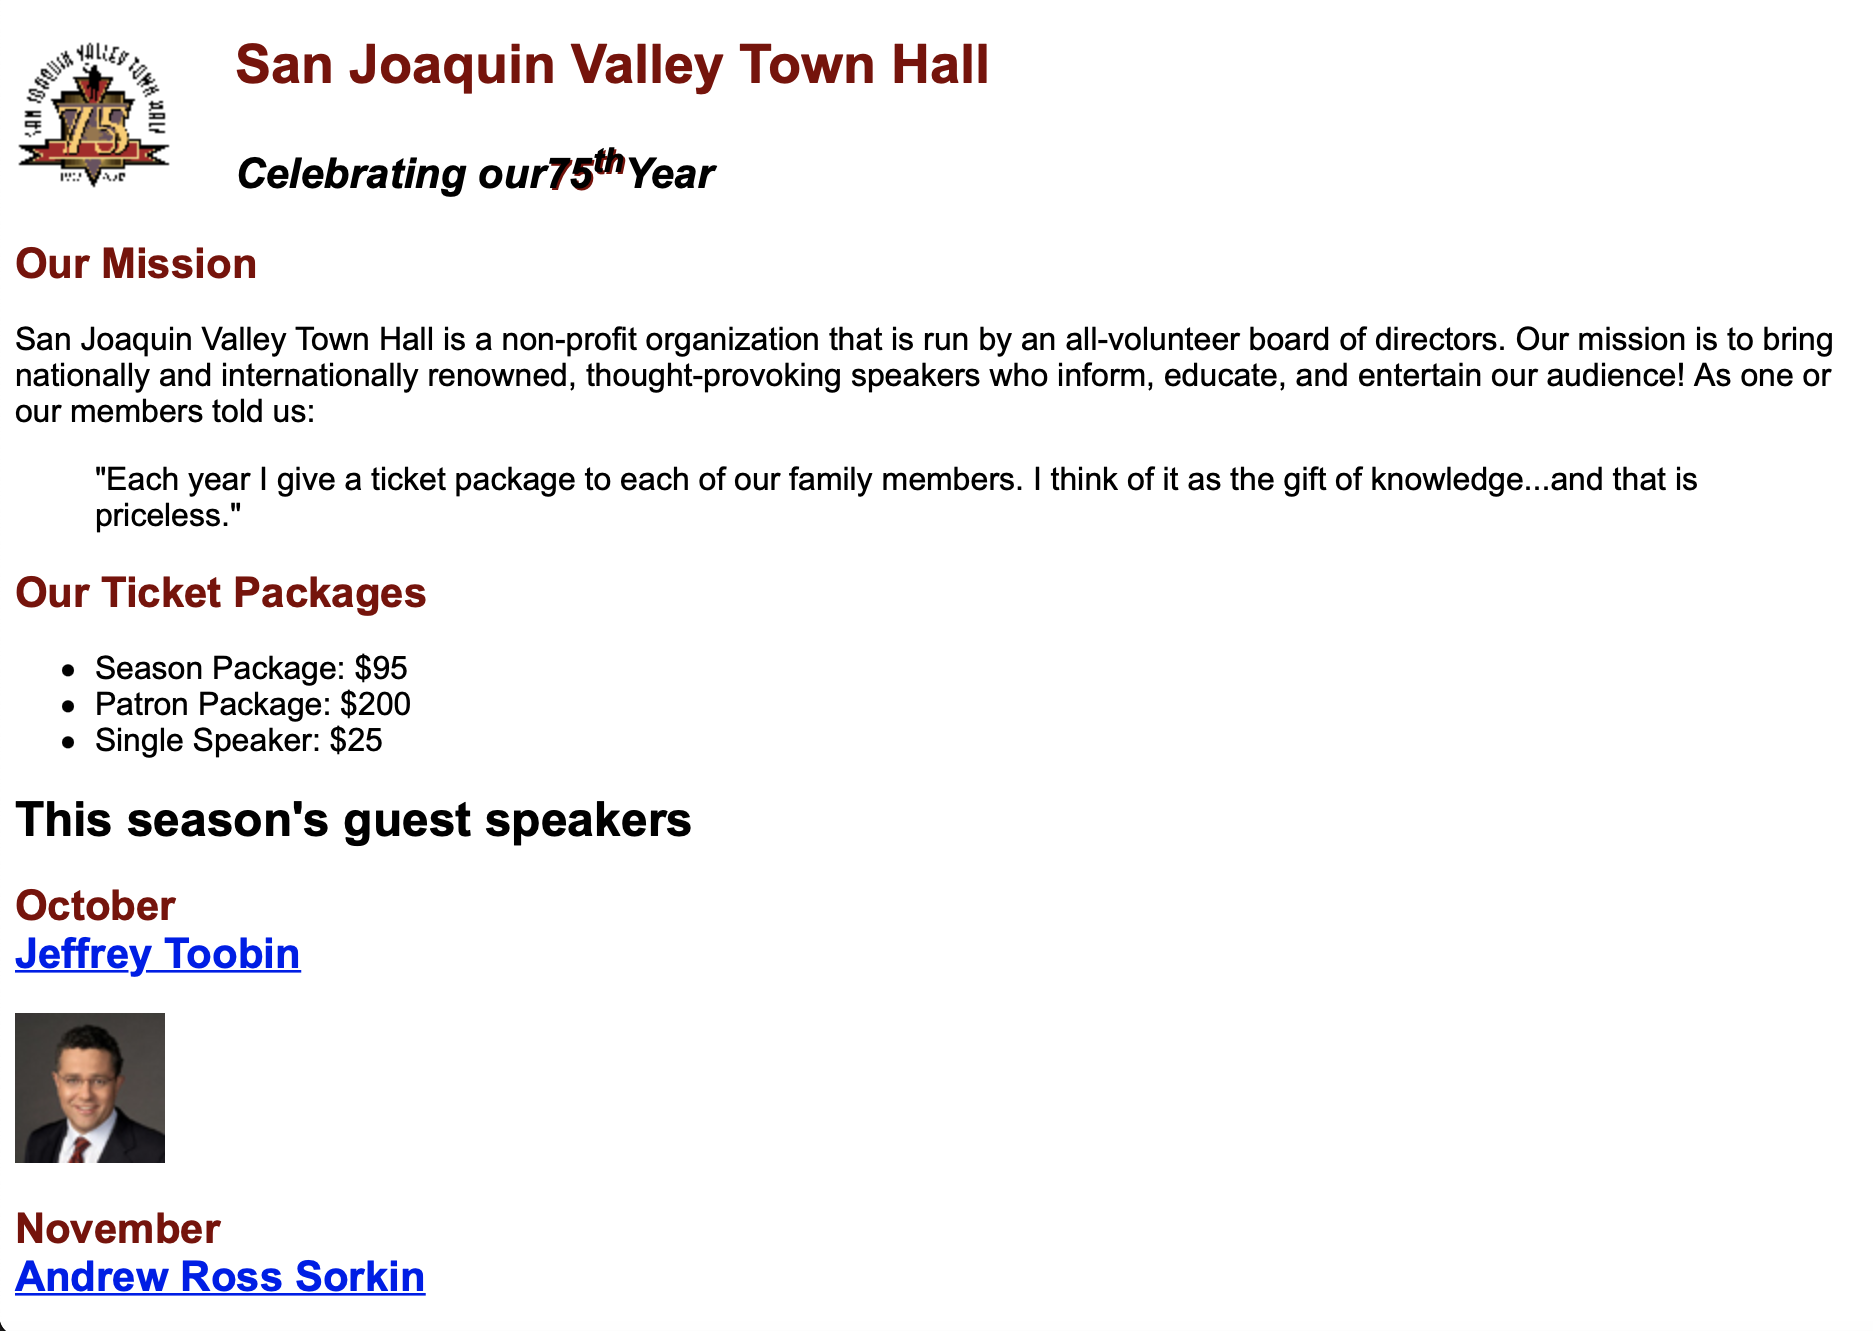 SAN JOAQUIN VALLEY TOWN HALL
75
San Joaquin Valley Town Hall
Celebrating our75thYear
Our Mission
San Joaquin Valley Town Hall is a non-profit organization that is run by an all-volunteer board of directors. Our mission is to bring
nationally and internationally renowned, thought-provoking speakers who inform, educate, and entertain our audience! As one or
our members told us:
"Each year I give a ticket package to each of our family members. I think of it as the gift of knowledge...and that is
priceless."
Our Ticket Packages
• Season Package: $95
• Patron Package: $200
• Single Speaker: $25
This season's guest speakers
October
Jeffrey Toobin
November
Andrew Ross Sorkin